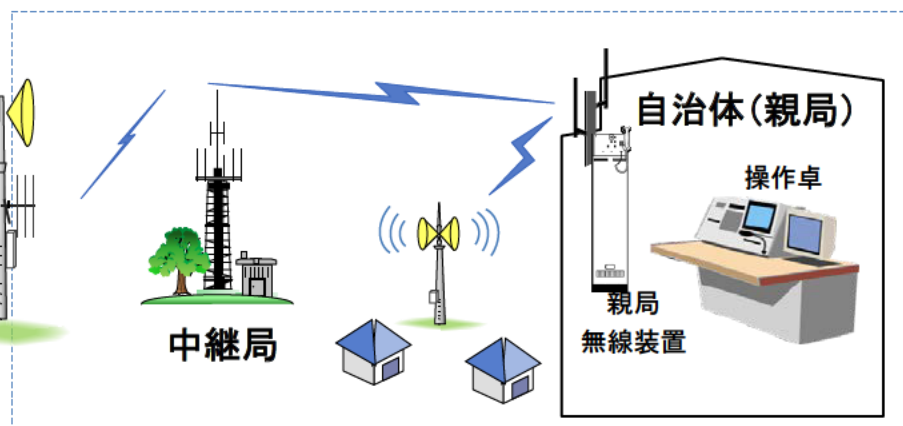 自治体(親局)
操作卓
親局
無線装置
中継局